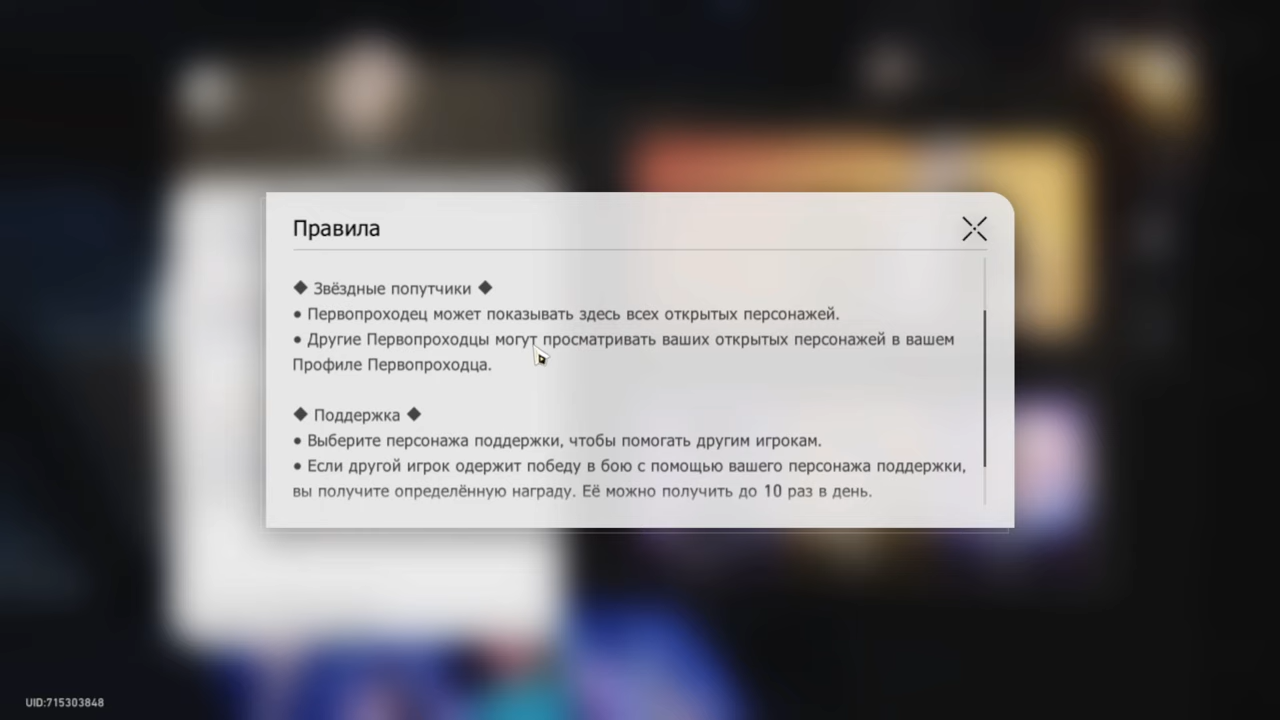 Правила
◆ Звёздные попутчики ◆
• Первопроходец может показывать здесь всех открытых персонажей.
• Другие Первопроходцы могут просматривать ваших открытых персонажей в вашем
Профиле Первопроходца.
◆ Поддержка ◆
• Выберите персонажа поддержки, чтобы помогать другим игрокам.
• Если другой игрок одержит победу в бою с помощью вашего персонажа поддержки,
вы получите определённую награду. Её можно получить до 10 раз в день.
UID:715303848